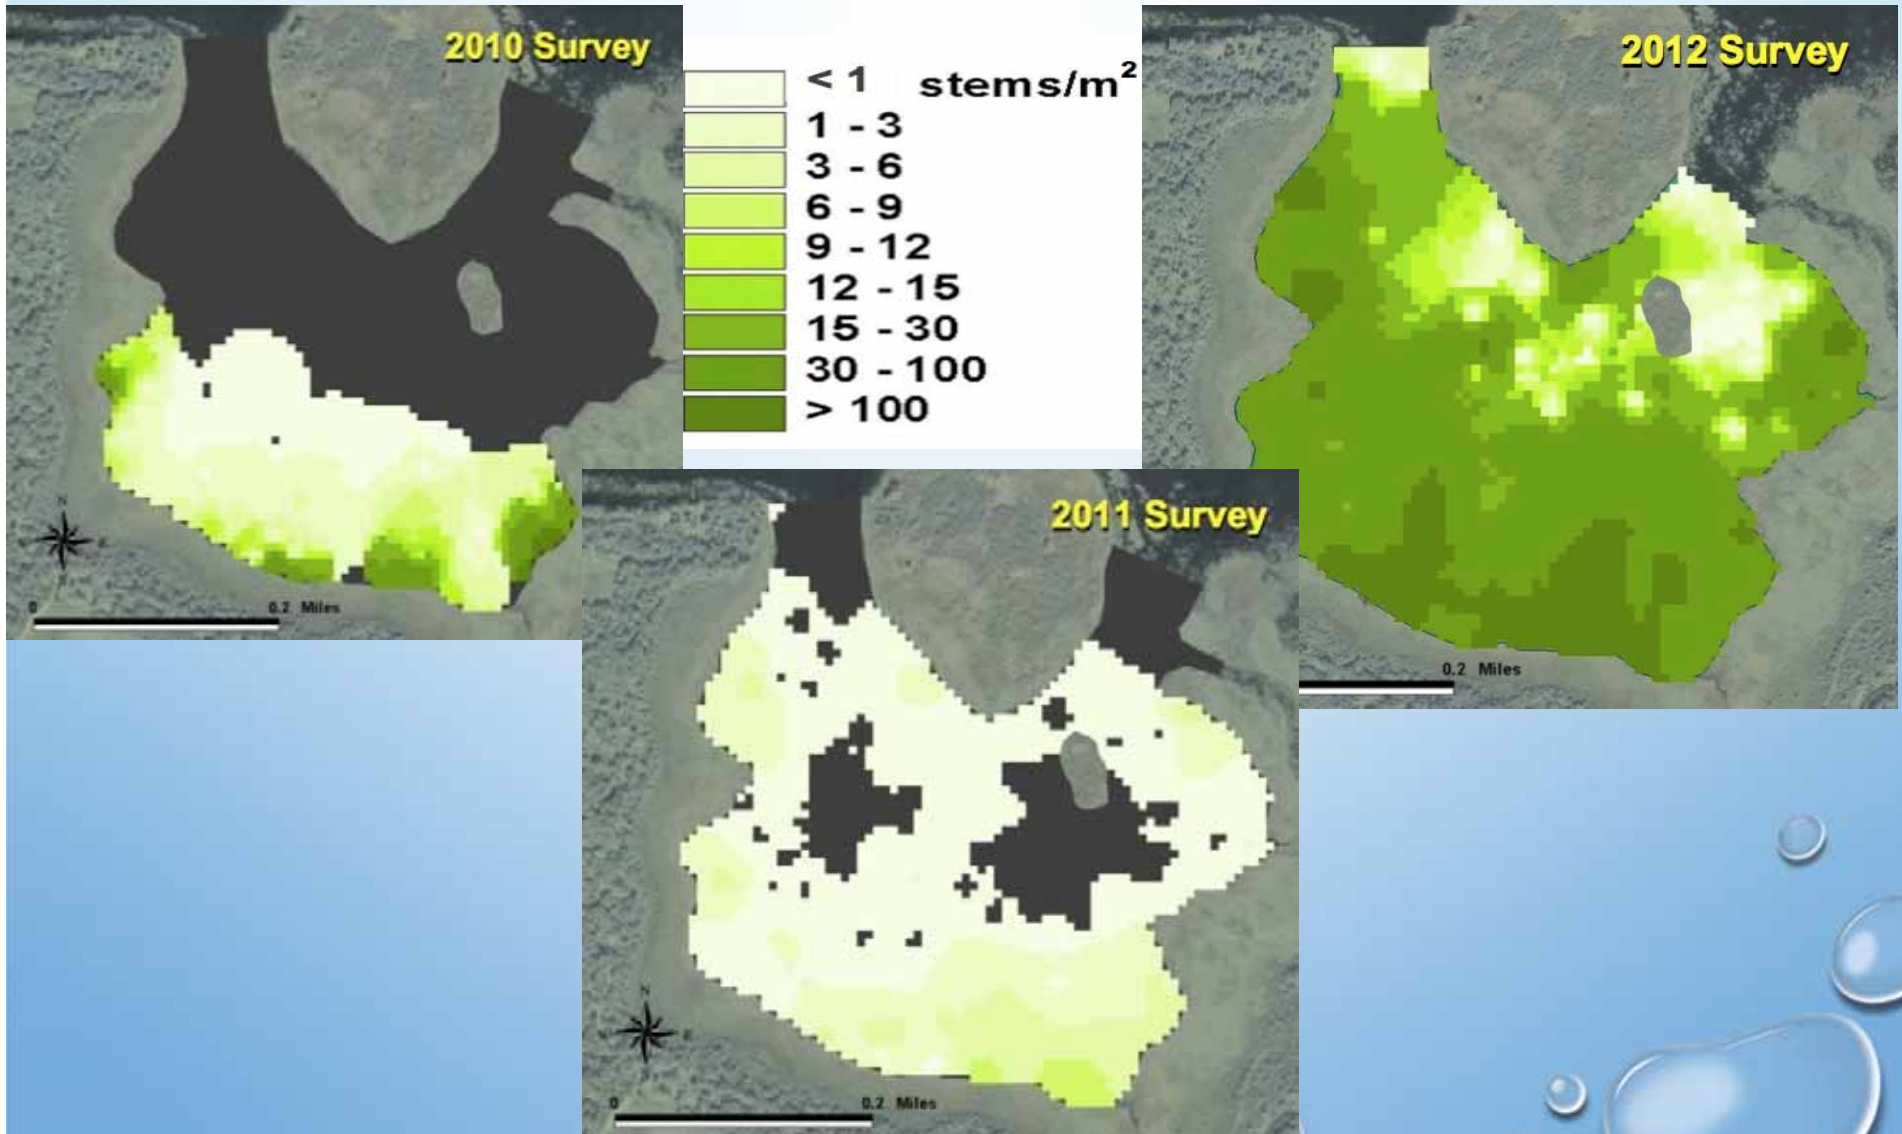 2010 Survey
N
0 0.2 Miles
< 1 stems/m²
1 - 3
3 - 6
6 - 9
9 - 12
12 - 15
15 - 30
30 - 100
> 100
2012 Survey
0.2 Miles
2011 Survey
N
0 0.2 Miles